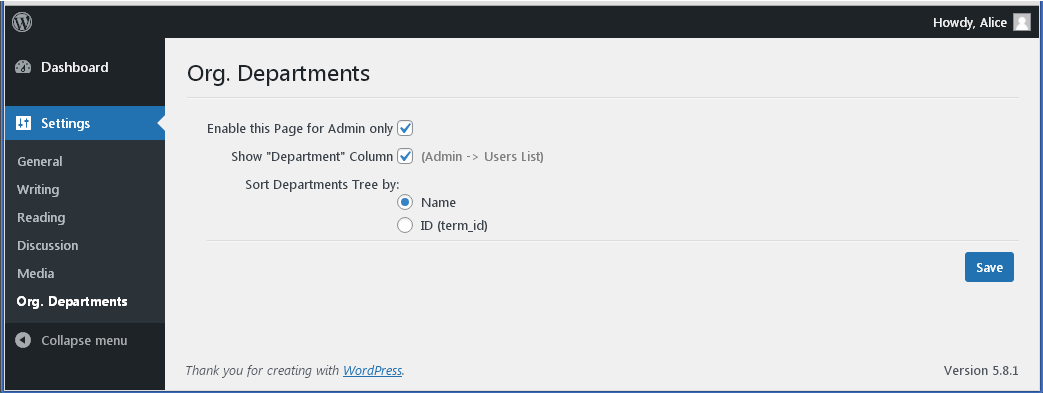 Howdy, Alice
Dashboard
Settings
General
Writing
Reading
Discussion
Media
Org. Departments
Collapse menu
Org. Departments
Enable this Page for Admin only
Show "Department" Column (Admin -> Users List)
Sort Departments Tree by:
Name
ID (term_id)
Save
Thank you for creating with WordPress.
Version 5.8.1